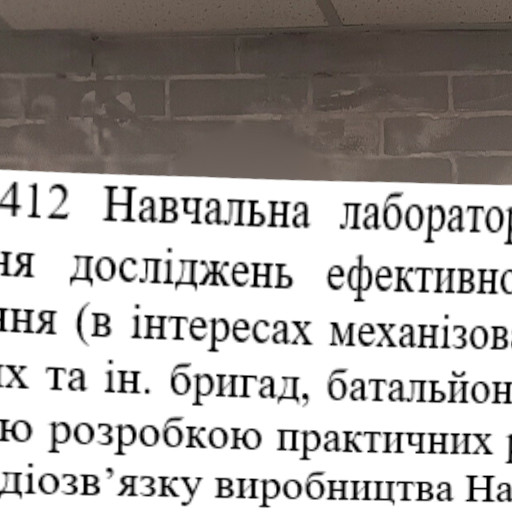 412 Навчальна лаборатор
ня досліджень ефективно
ння (в інтересах механізова
их та ін. бригад, батальйон
ю розробкою практичних р
діозв’язку виробництва На